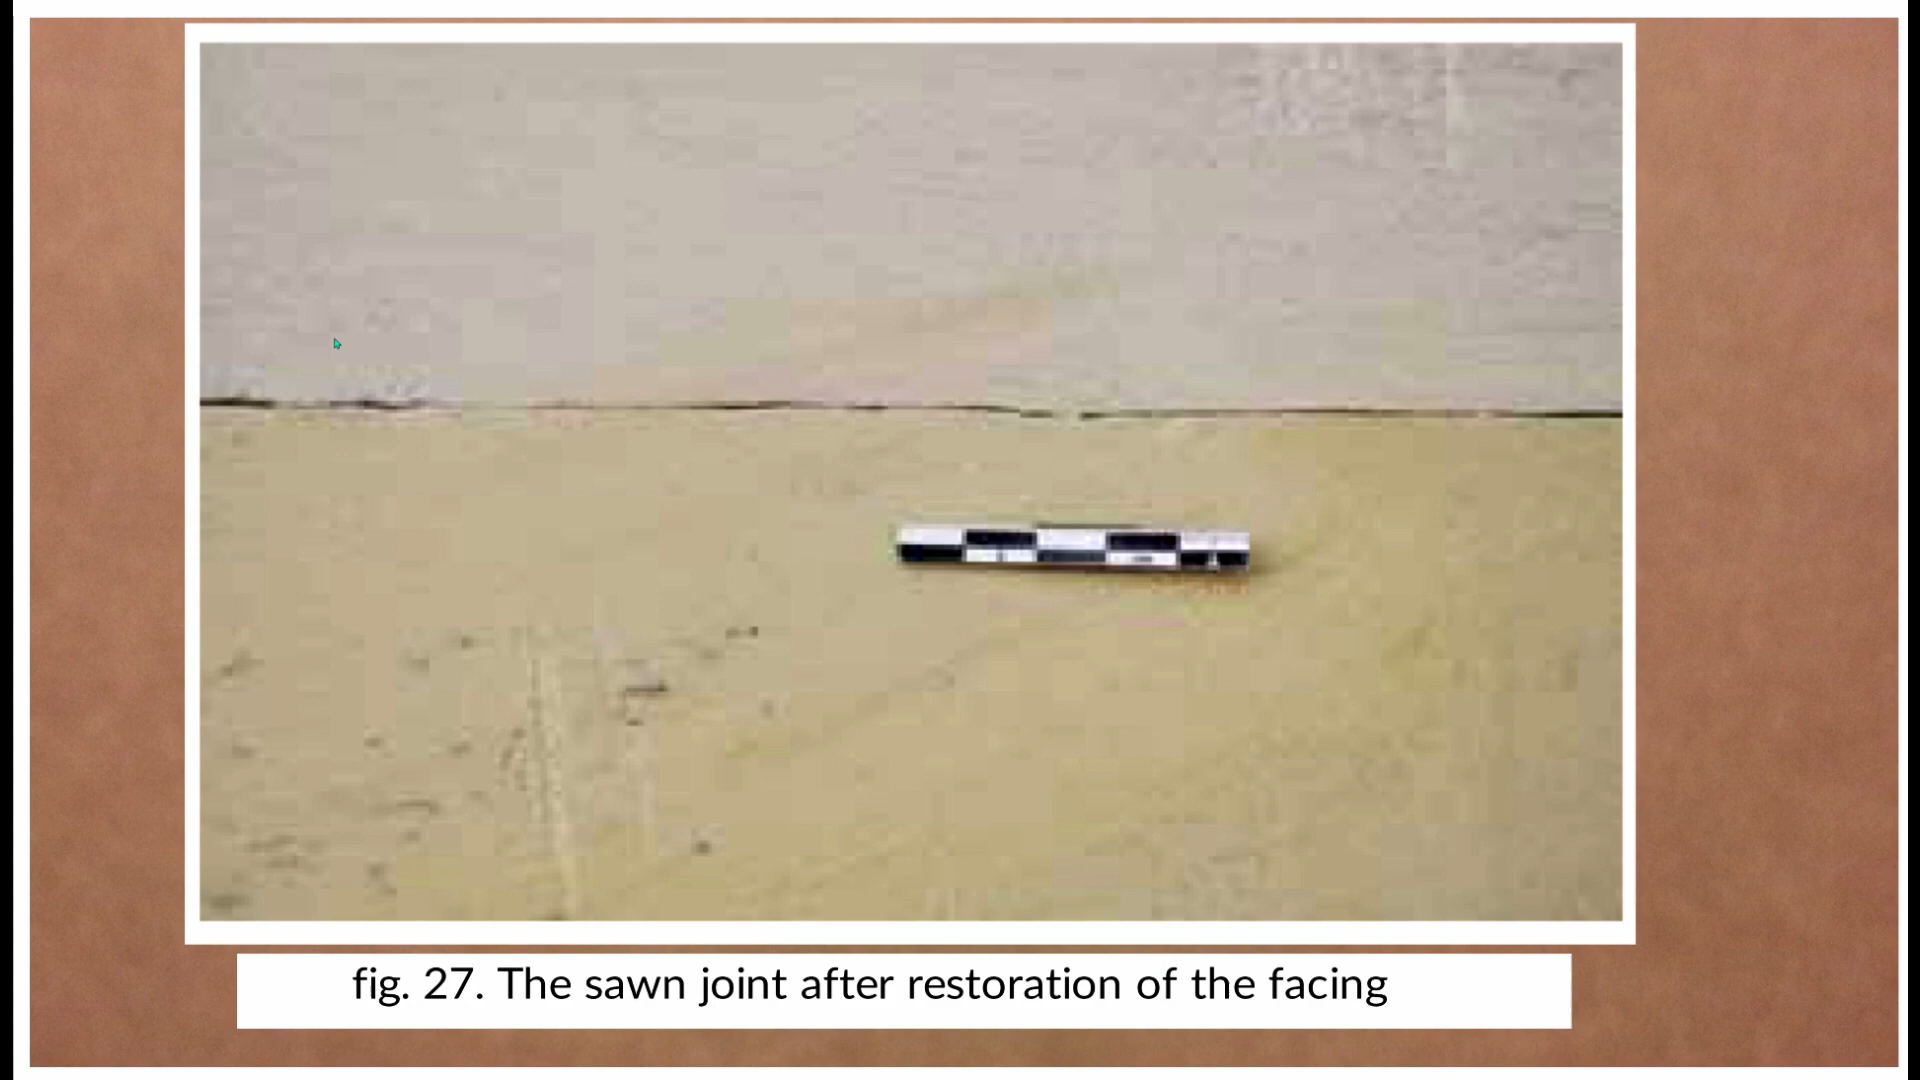 fig. 27. The sawn joint after restoration of the facing